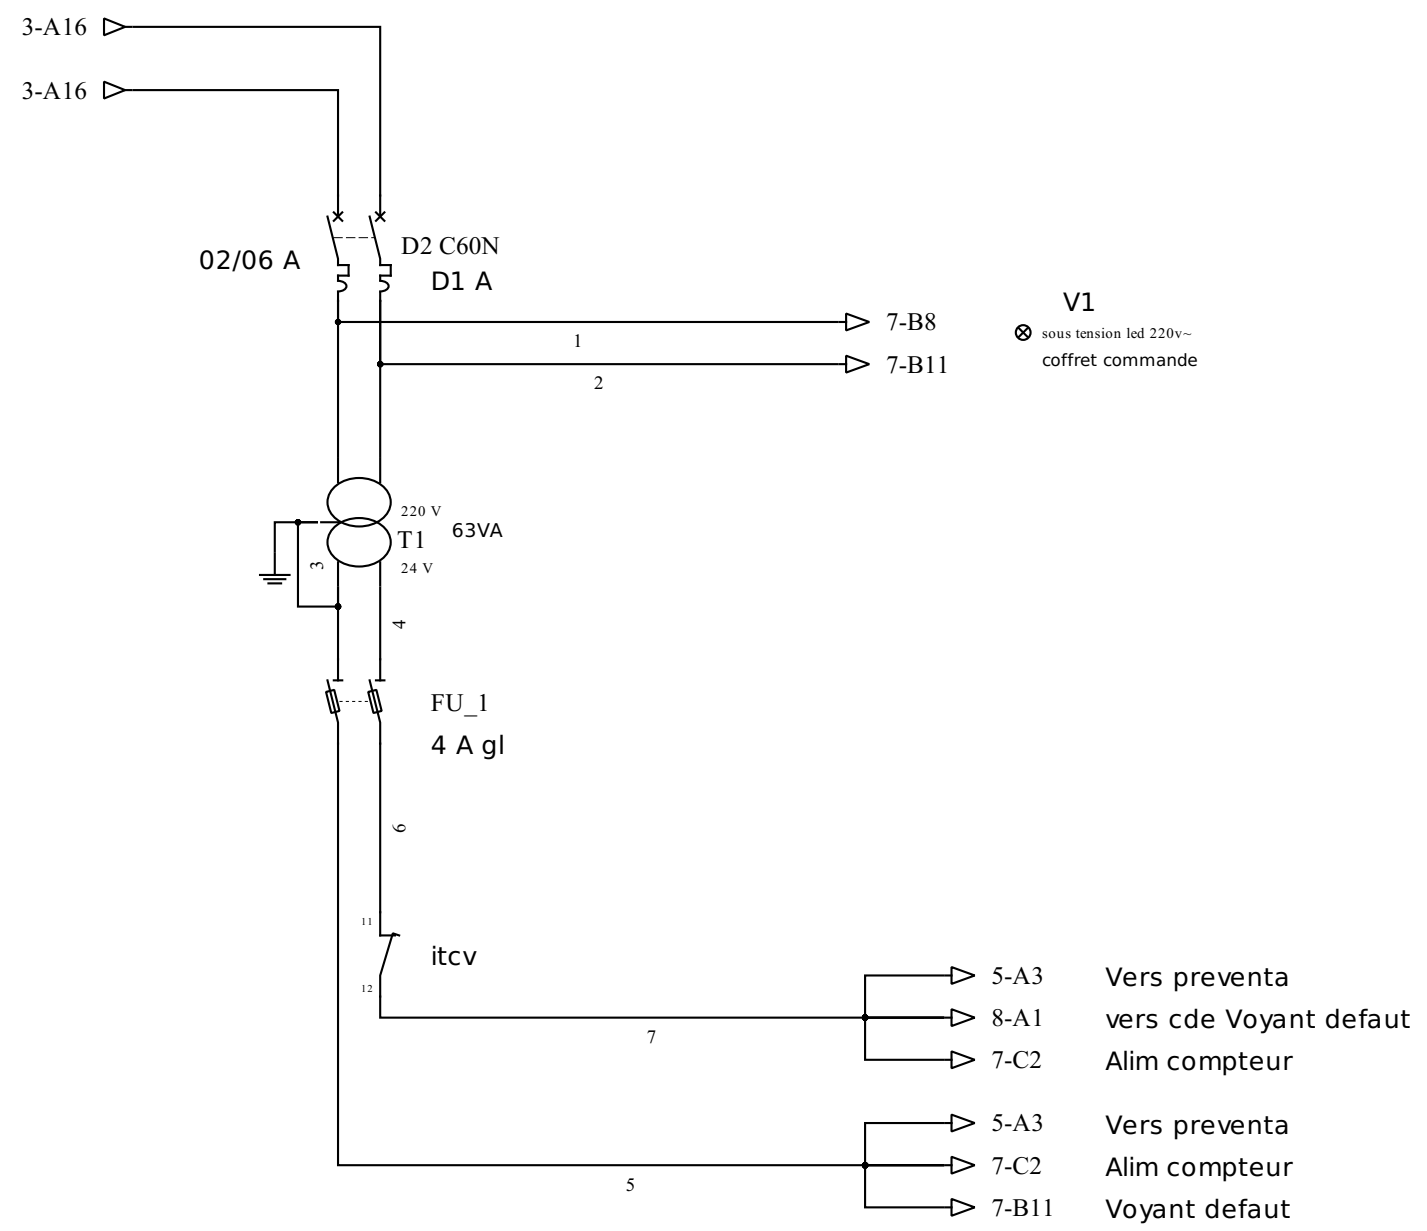 3-A16
3-A16
D2 C60N
02/06 A
D1 A
V1
7-B8
sous tension led 220v~
1
7-B11
coffret commande
2
220 V
63VA
T1
3
24 V
4
FU_1
4 A gl
6
11
itcv
12
5-A3 Vers preventa
8-A1 vers cde Voyant defaut
7
7-C2 Alim compteur
5-A3 Vers preventa
7-C2 Alim compteur
5
7-B11 Voyant defaut